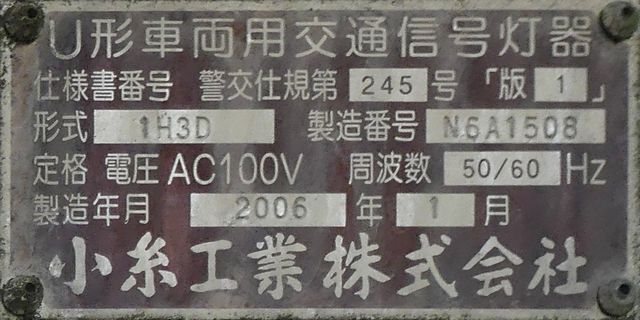 U形車両用交通信号灯器
仕様書番号 警交仕規第 245 号 「版 1 」
形式 1H3D 製造番号 N6A1508
定格 電圧 AC100V 周波数 50/60 Hz
製造年月 2006 年 1 月
小糸工業株式会社